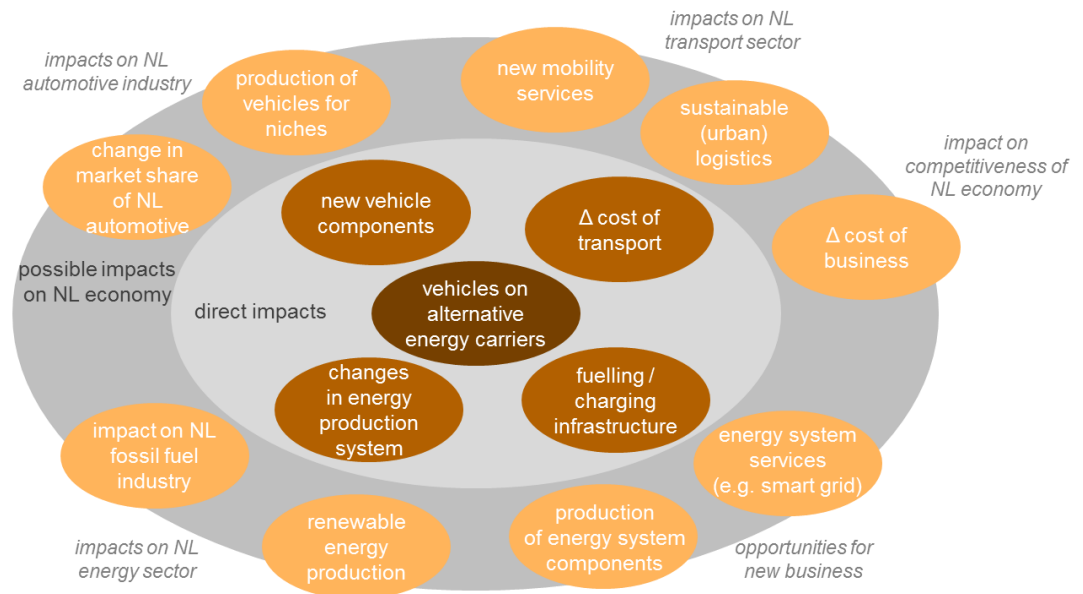 impacts on NL
transport sector
impacts on NL
automotive industry
new mobility
services
production of
vehicles for
niches
sustainable
(urban)
logistics
impact on
competitiveness of
NL economy
change in
market share
of NL
automotive
new vehicle
components
Δ cost of
transport
Δ cost of
business
possible impacts
on NL economy
direct impacts
vehicles on
alternative
energy carriers
changes
in energy
production
system
fuelling /
charging
infrastructure
impact on NL
fossil fuel
industry
energy system
services
(e.g. smart grid)
renewable
energy
production
production
of energy system
components
impacts on NL
energy sector
opportunities for
new business